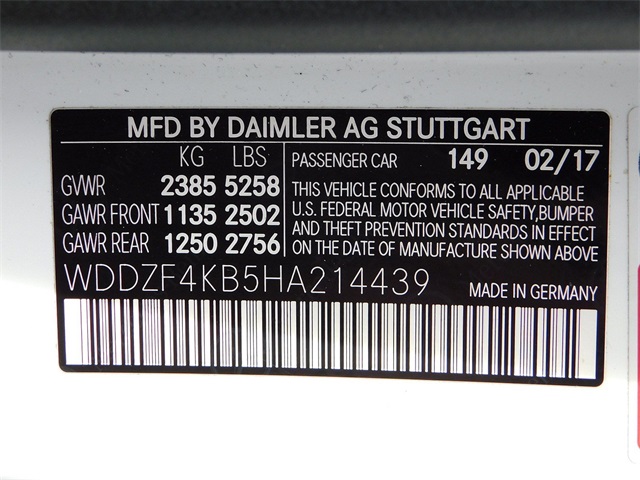 MFD BY DAIMLER AG STUTTGART
KG LBS
GVWR 2385 5258
GAWR FRONT 1135 2502
GAWR REAR 1250 2756
PASSENGER CAR 149 02/17
THIS VEHICLE CONFORMS TO ALL APPLICABLE
U.S. FEDERAL MOTOR VEHICLE SAFETY,BUMPER
AND THEFT PREVENTION STANDARDS IN EFFECT
ON THE DATE OF MANUFACTURE SHOWN ABOVE
WDDZF4KB5HA214439 MADE IN GERMANY